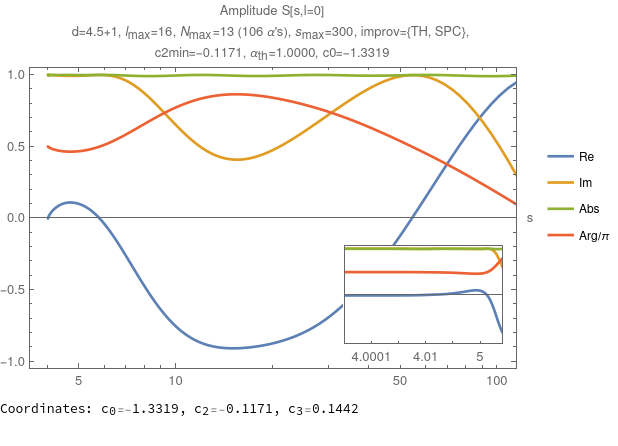 Amplitude S[s,l=0]
d=4.5+1, lmax=16, Nmax=13 (106 α's), smax=300, improv={TH, SPC},
c2min=-0.1171, αth=1.0000, c0=-1.3319
1.0
0.5
0.0
-0.5
-1.0
5
10
50
100
s
4.0001
4.01
5
Re
Im
Abs
Arg/π
Coordinates: c0=-1.3319, c2=-0.1171, c3=0.1442